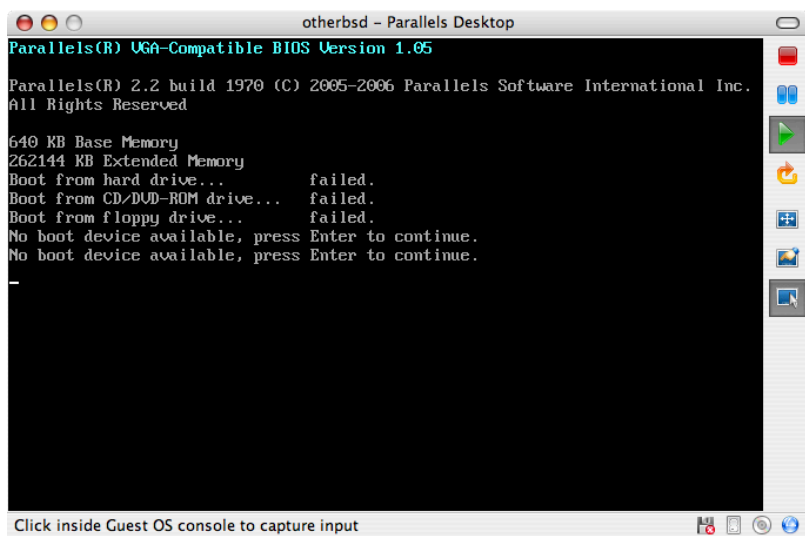 otherbsd – Parallels Desktop
Parallels(R) VGA-Compatible BIOS Version 1.05
Parallels(R) 2.2 build 1970 (C) 2005-2006 Parallels Software International Inc.
All Rights Reserved
640 KB Base Memory
262144 KB Extended Memory
Boot from hard drive... failed.
Boot from CD/DVD-ROM drive... failed.
Boot from floppy drive... failed.
No boot device available, press Enter to continue.
No boot device available, press Enter to continue.
Click inside Guest OS console to capture input